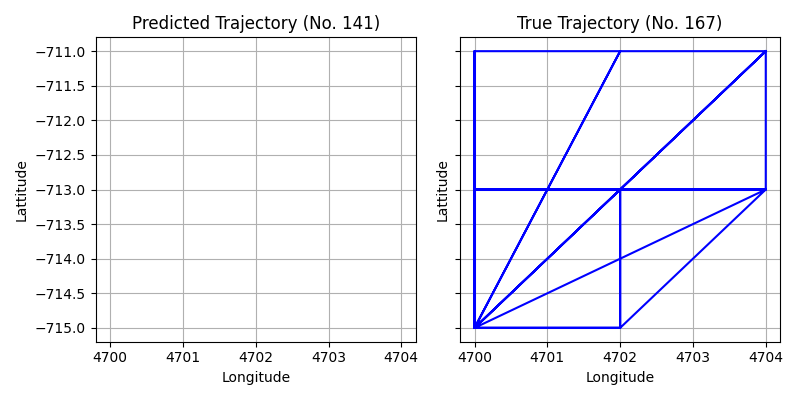 Predicted Trajectory (No. 141)
True Trajectory (No. 167)
Lattitude
−711.0
−711.5
−712.0
−712.5
−713.0
−713.5
−714.0
−714.5
−715.0
4700 4701 4702 4703 4704
Longitude
Lattitude
4700 4701 4702 4703 4704
Longitude